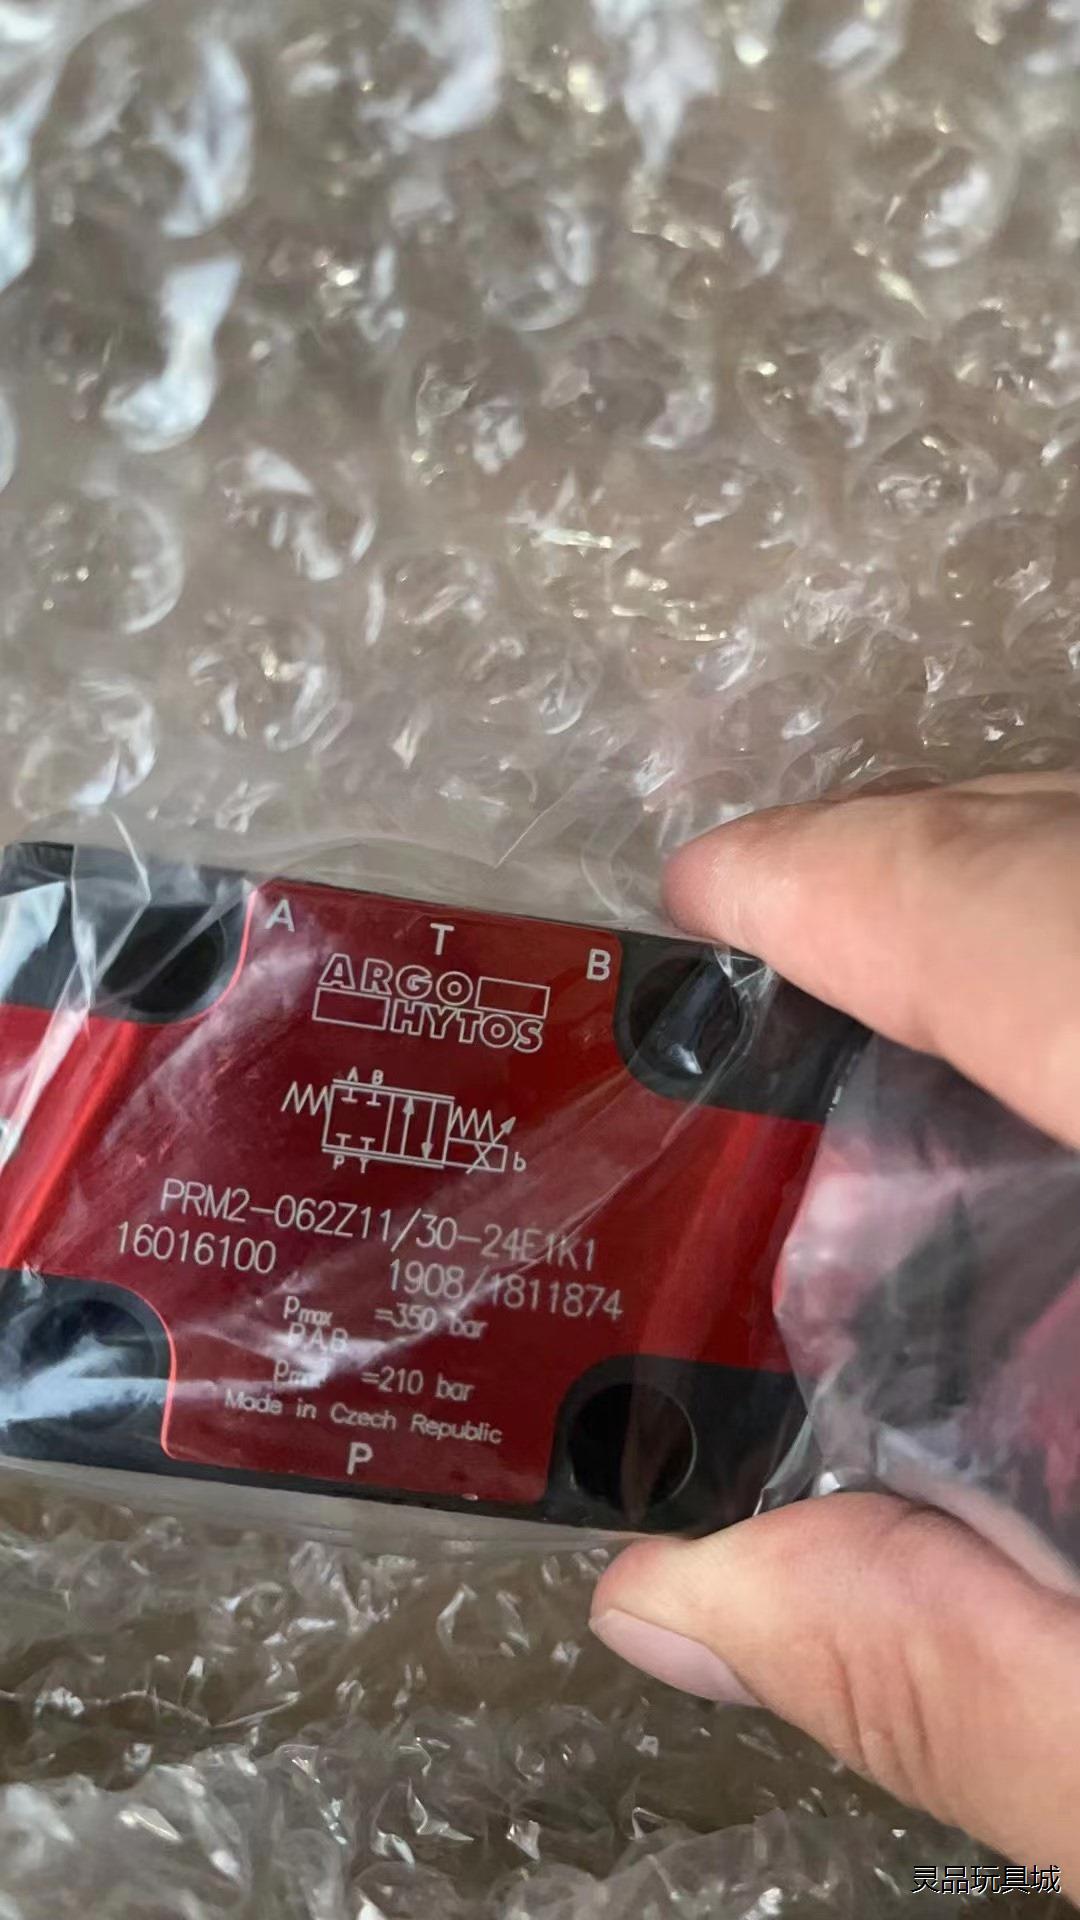 A T B
ARGO
HYTOS
A B
P T
b
PRM2-062Z11/30-24E1K1
16016100 1908/1811874
Pmax =350 bar
P,A,B
=210 bar
Made in Czech Republic
P
灵品玩具城